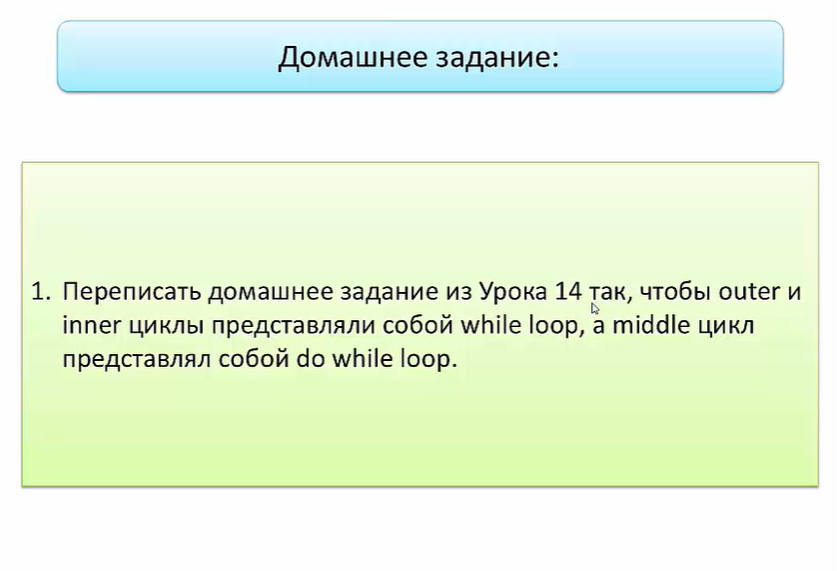 Домашнее задание:
1. Переписать домашнее задание из Урока 14 так, чтобы outer и
inner циклы представляли собой while loop, а middle цикл
представлял собой do while loop.